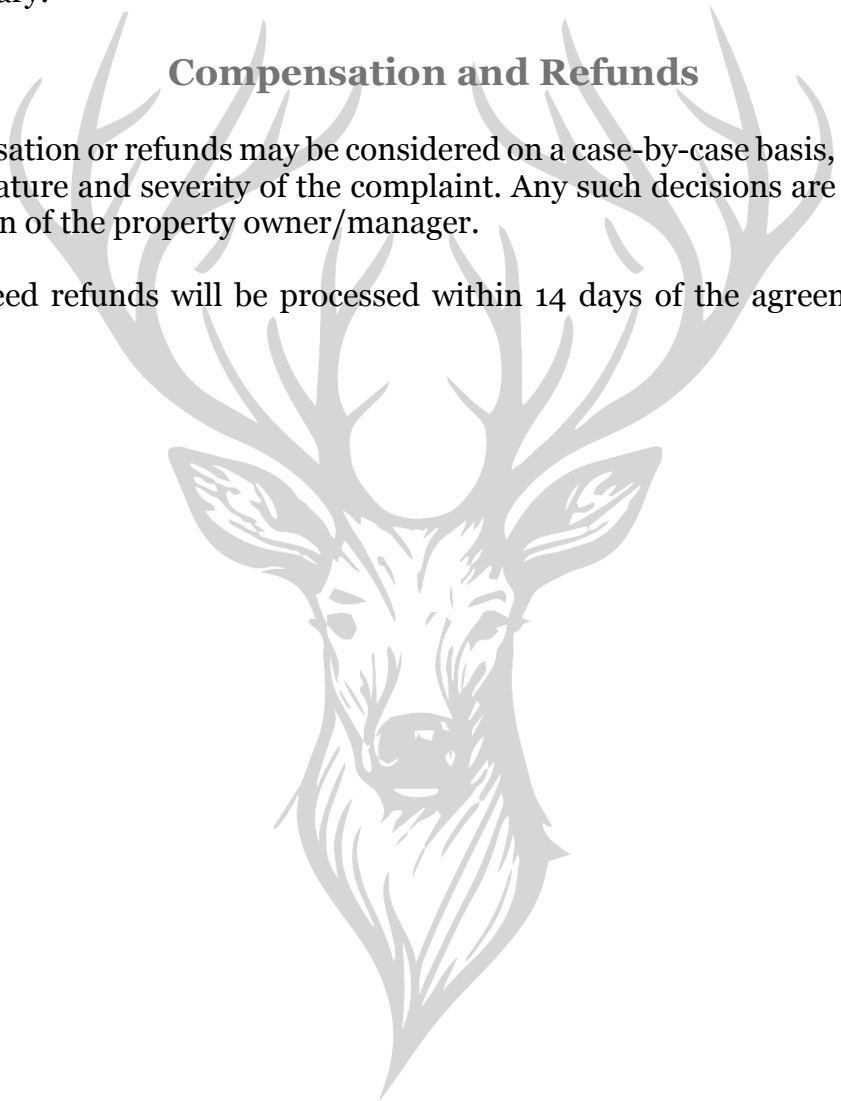 ary.
Compensation and Refunds
sation or refunds may be considered on a case-by-case basis,
ature and severity of the complaint. Any such decisions are
n of the property owner/manager.
eed refunds will be processed within 14 days of the agreen